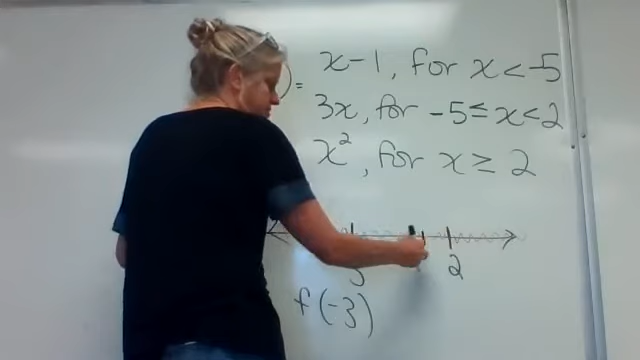 ) = x-1, for x < -5
3x, for -5 ≤ x < 2
x², for x ≥ 2
2
f(-3)